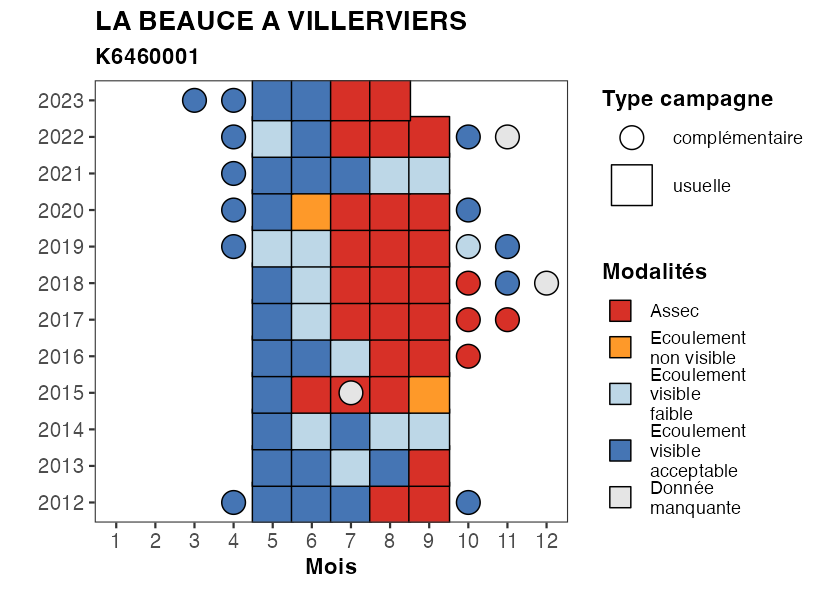 LA BEAUCE A VILLERVIERS
K6460001
2023
2022
2021
2020
2019
2018
2017
2016
2015
2014
2013
2012
1 2 3 4 5 6 7 8 9 10 11 12
Mois
Type campagne
complémentaire
usuelle
Modalités
Assec
Ecoulement
non visible
Ecoulement
visible
faible
Ecoulement
visible
acceptable
Donnée
manquante